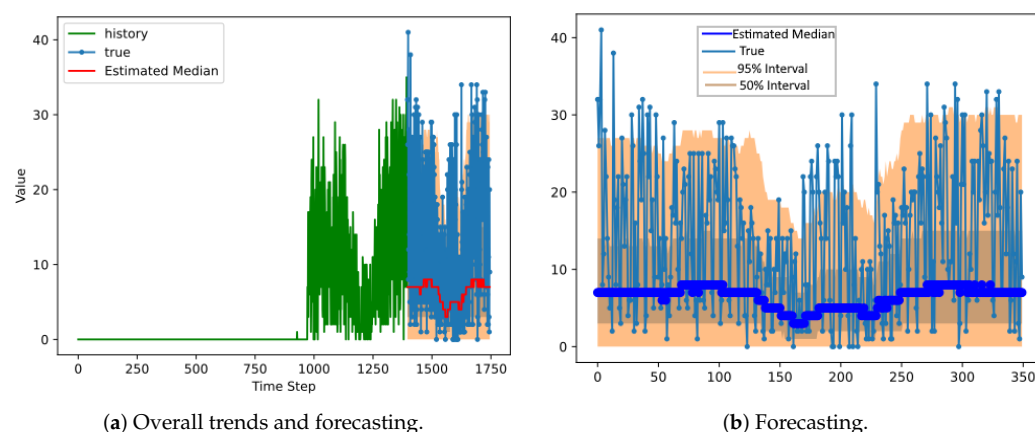 40
30
20
10
0
Value
history
true
Estimated Median
0
250
500
750
1000
1250
1500
1750
Time Step
(a) Overall trends and forecasting.
40
30
20
10
0
Estimated Median
True
95% Interval
50% Interval
0
50
100
150
200
250
300
350
(b) Forecasting.